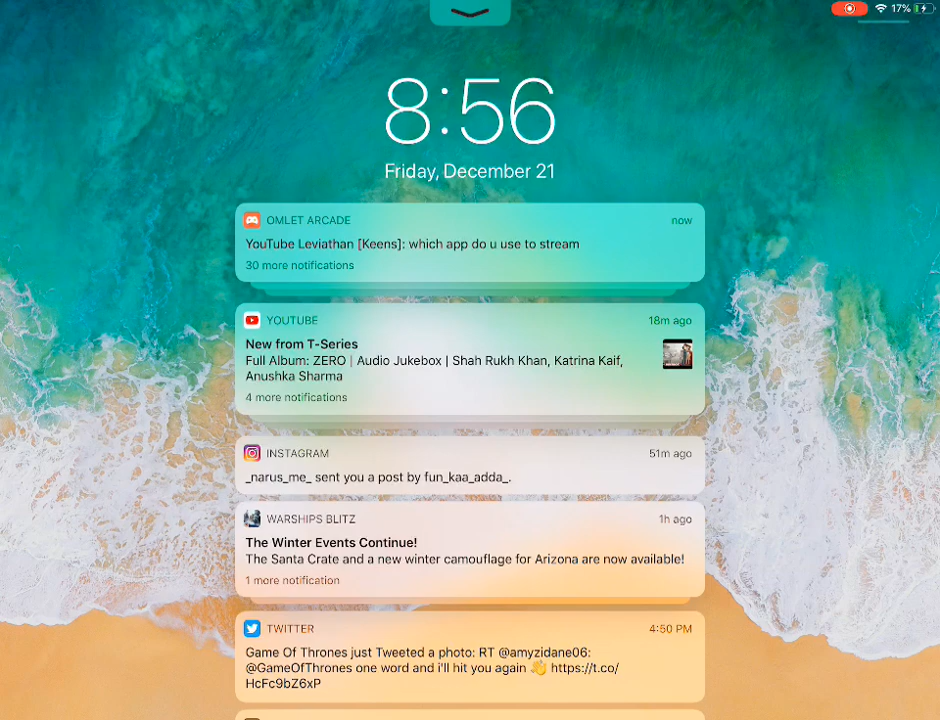 17%
8:56
Friday, December 21
OMLET ARCADE
now
YouTube Leviathan [Keens]: which app do u use to stream
30 more notifications
YOUTUBE
18m ago
New from T-Series
Full Album: ZERO | Audio Jukebox | Shah Rukh Khan, Katrina Kaif,
Anushka Sharma
4 more notifications
INSTAGRAM
51m ago
_narus_me_ sent you a post by fun_kaa_adda_.
WARSHIPS BLITZ
1h ago
The Winter Events Continue!
The Santa Crate and a new winter camouflage for Arizona are now available!
1 more notification
TWITTER
4:50 PM
Game Of Thrones just Tweeted a photo: RT @amyzidane06:
@GameOfThrones one word and i'll hit you again 👋 https://t.co/
HcFc9bZ6xP